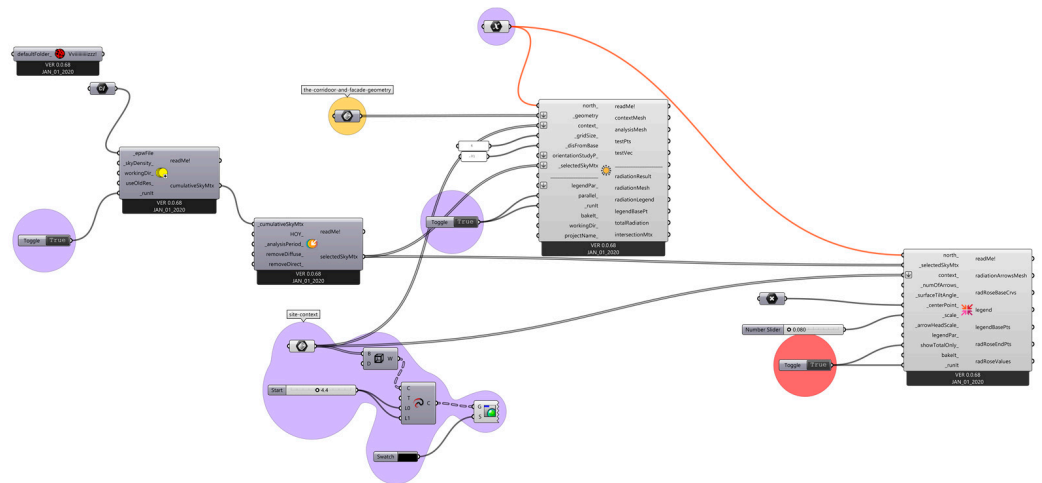 defaultFolder_ Vviiiiiiiiizzz!
VER 0.0.68
JAN_01_2020
the-corridoor-and-facade-geometry
_epwFile
_skyDensity_
workingDir_
useOldRes_
_runIt
readMe!
cumulativeSkyMtx
VER 0.0.68
JAN_01_2020
Toggle True
_cumulativeSkyMtx
HOY_
_analysisPeriod_
removeDiffuse_
removeDirect_
readMe!
selectedSkyMtx
VER 0.0.68
JAN_01_2020
Toggle True
north_
_geometry
context_
_gridSize_
_disFromBase
orientationStudyP_
_selectedSkyMtx
legendPar_
parallel_
_runIt
bakeIt_
workingDir_
projectName_
readMe!
contextMesh
analysisMesh
testPts
testVec
radiationResult
radiationMesh
radiationLegend
legendBasePt
totalRadiation
intersectionMtx
VER 0.0.68
JAN_01_2020
site-context
B
D
W
Start 4.4
C
T
L0
L1
C
G
S
Swatch
Number Slider 0.080
Toggle True
north_
_selectedSkyMtx
context_
_numOfArrows_
_surfaceTiltAngle_
_centerPoint_
_scale_
_arrowHeadScale_
legendPar_
showTotalOnly_
bakeIt_
_runIt
readMe!
radiationArrowsMesh
radRoseBaseCrvs
legend
legendBasePts
radRoseEndPts
radRoseValues
VER 0.0.68
JAN_01_2020